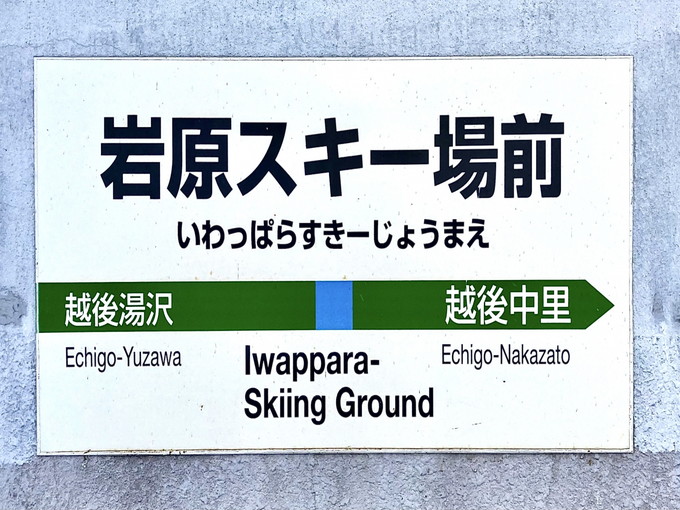 岩原スキー場前
いわっぱらすきーじょうまえ
越後湯沢 越後中里
Echigo-Yuzawa Echigo-Nakazato
Iwappara-
Skiing Ground